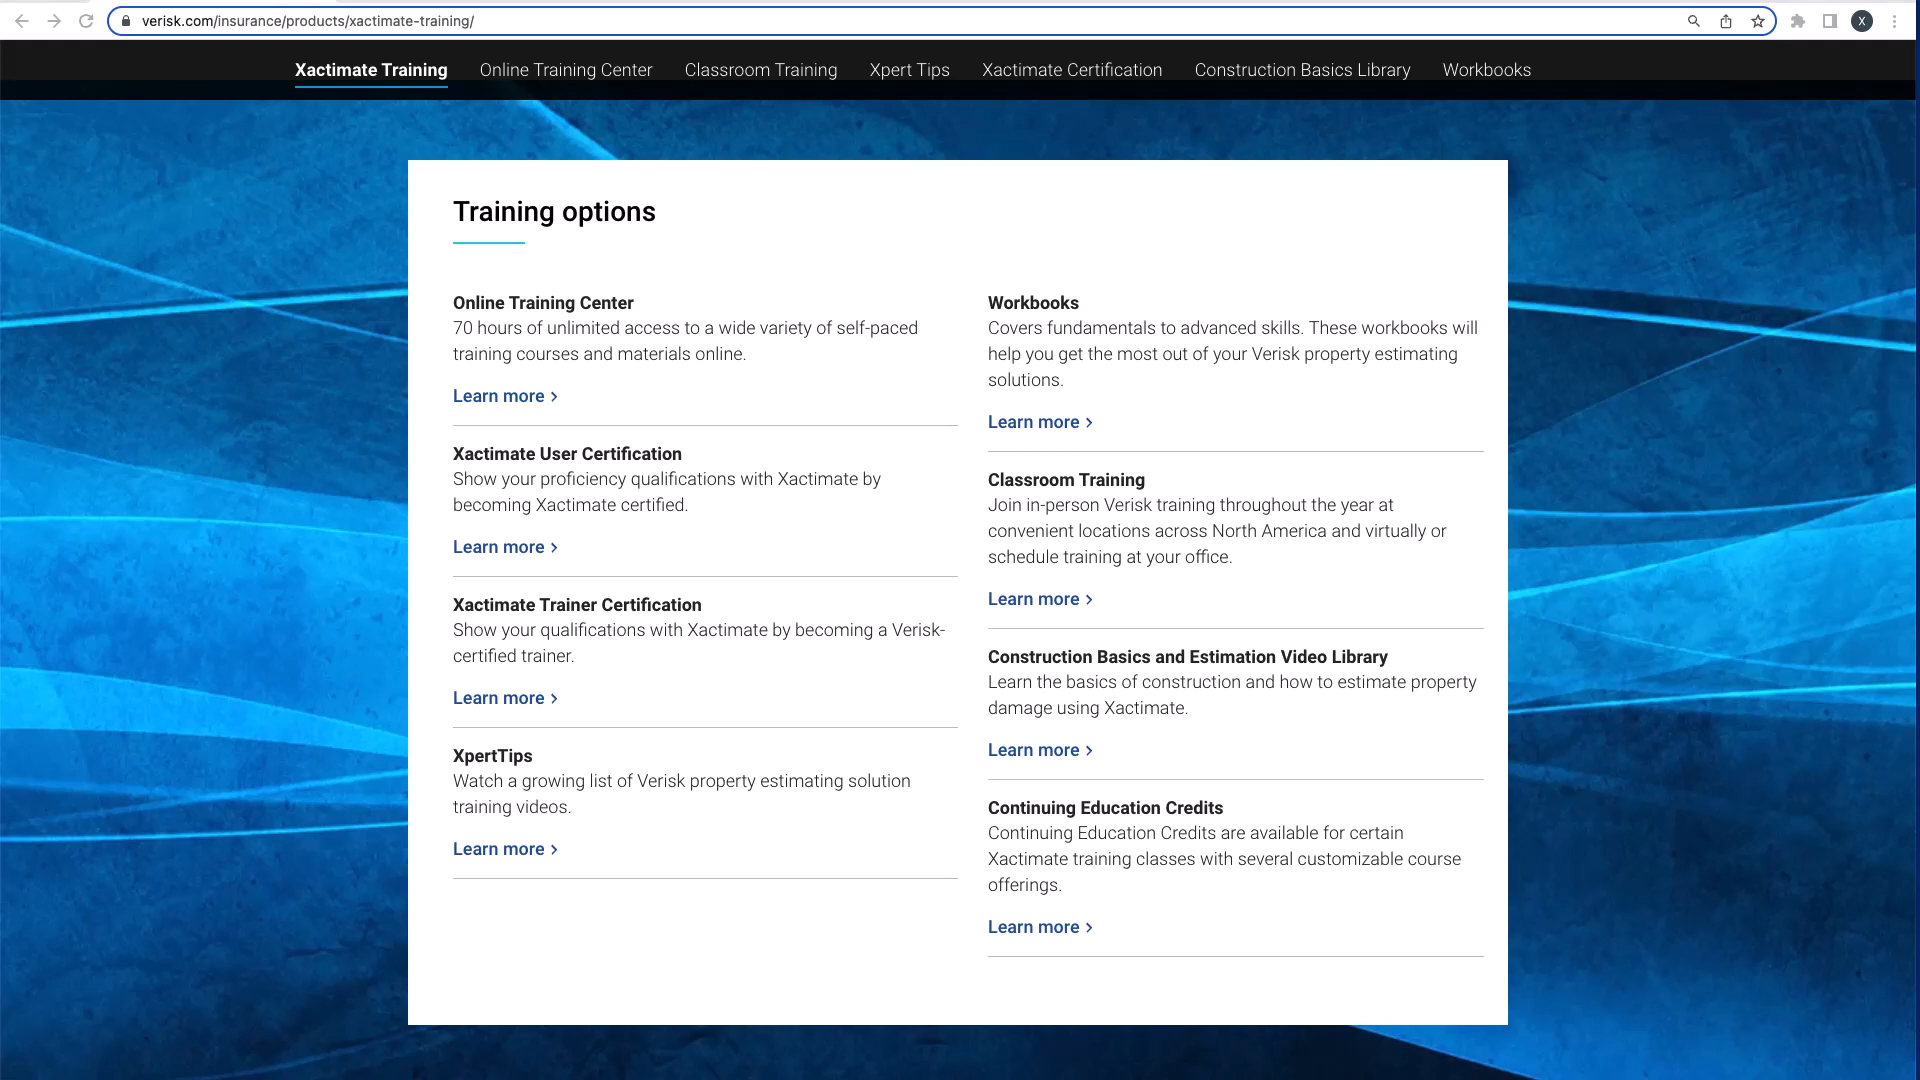 verisk.com/insurance/products/xactimate-training/
X
Xactimate Training
Online Training Center
Classroom Training
Xpert Tips
Xactimate Certification
Construction Basics Library
Workbooks
Training options
Online Training Center
70 hours of unlimited access to a wide variety of self-paced
training courses and materials online.
Learn more >
Xactimate User Certification
Show your proficiency qualifications with Xactimate by
becoming Xactimate certified.
Learn more >
Xactimate Trainer Certification
Show your qualifications with Xactimate by becoming a Verisk-
certified trainer.
Learn more >
XpertTips
Watch a growing list of Verisk property estimating solution
training videos.
Learn more >
Workbooks
Covers fundamentals to advanced skills. These workbooks will
help you get the most out of your Verisk property estimating
solutions.
Learn more >
Classroom Training
Join in-person Verisk training throughout the year at
convenient locations across North America and virtually or
schedule training at your office.
Learn more >
Construction Basics and Estimation Video Library
Learn the basics of construction and how to estimate property
damage using Xactimate.
Learn more >
Continuing Education Credits
Continuing Education Credits are available for certain
Xactimate training classes with several customizable course
offerings.
Learn more >